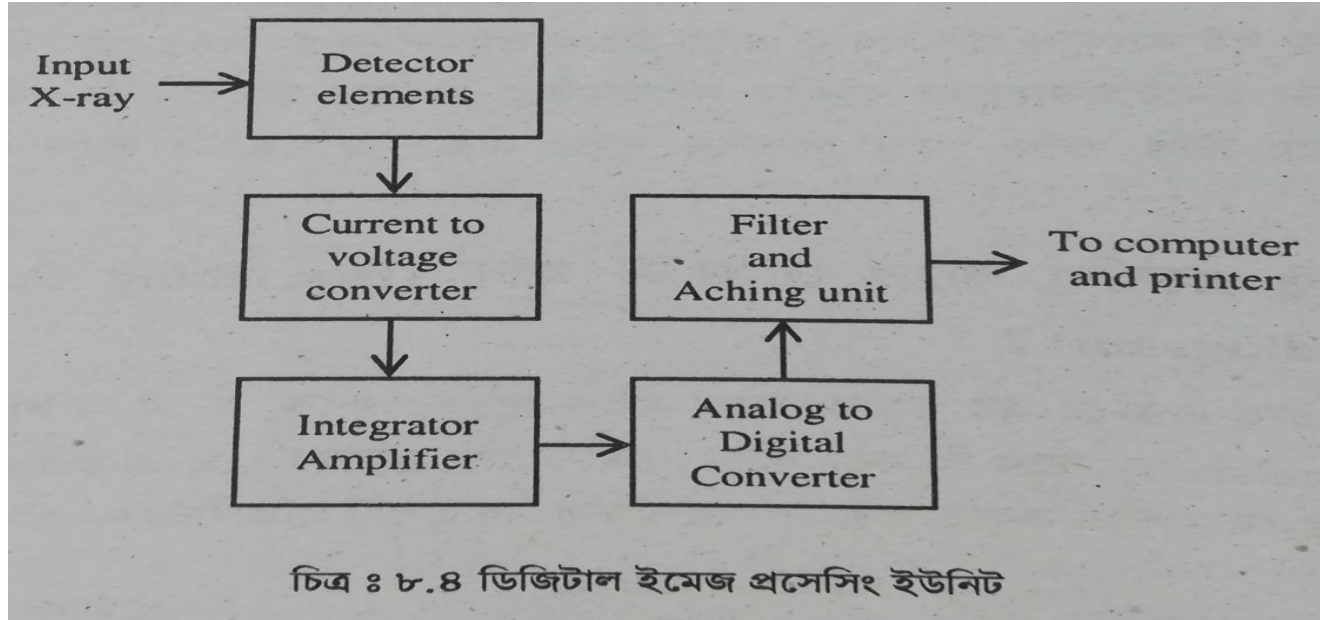 Input
X-ray
Detector
elements
Current to
voltage
converter
Integrator
Amplifier
Analog to
Digital
Converter
Filter
and
Aching unit
To computer
and printer
চিত্র ঃ ৮.৪ ডিজিটাল ইমেজ প্রসেসিং ইউনিট